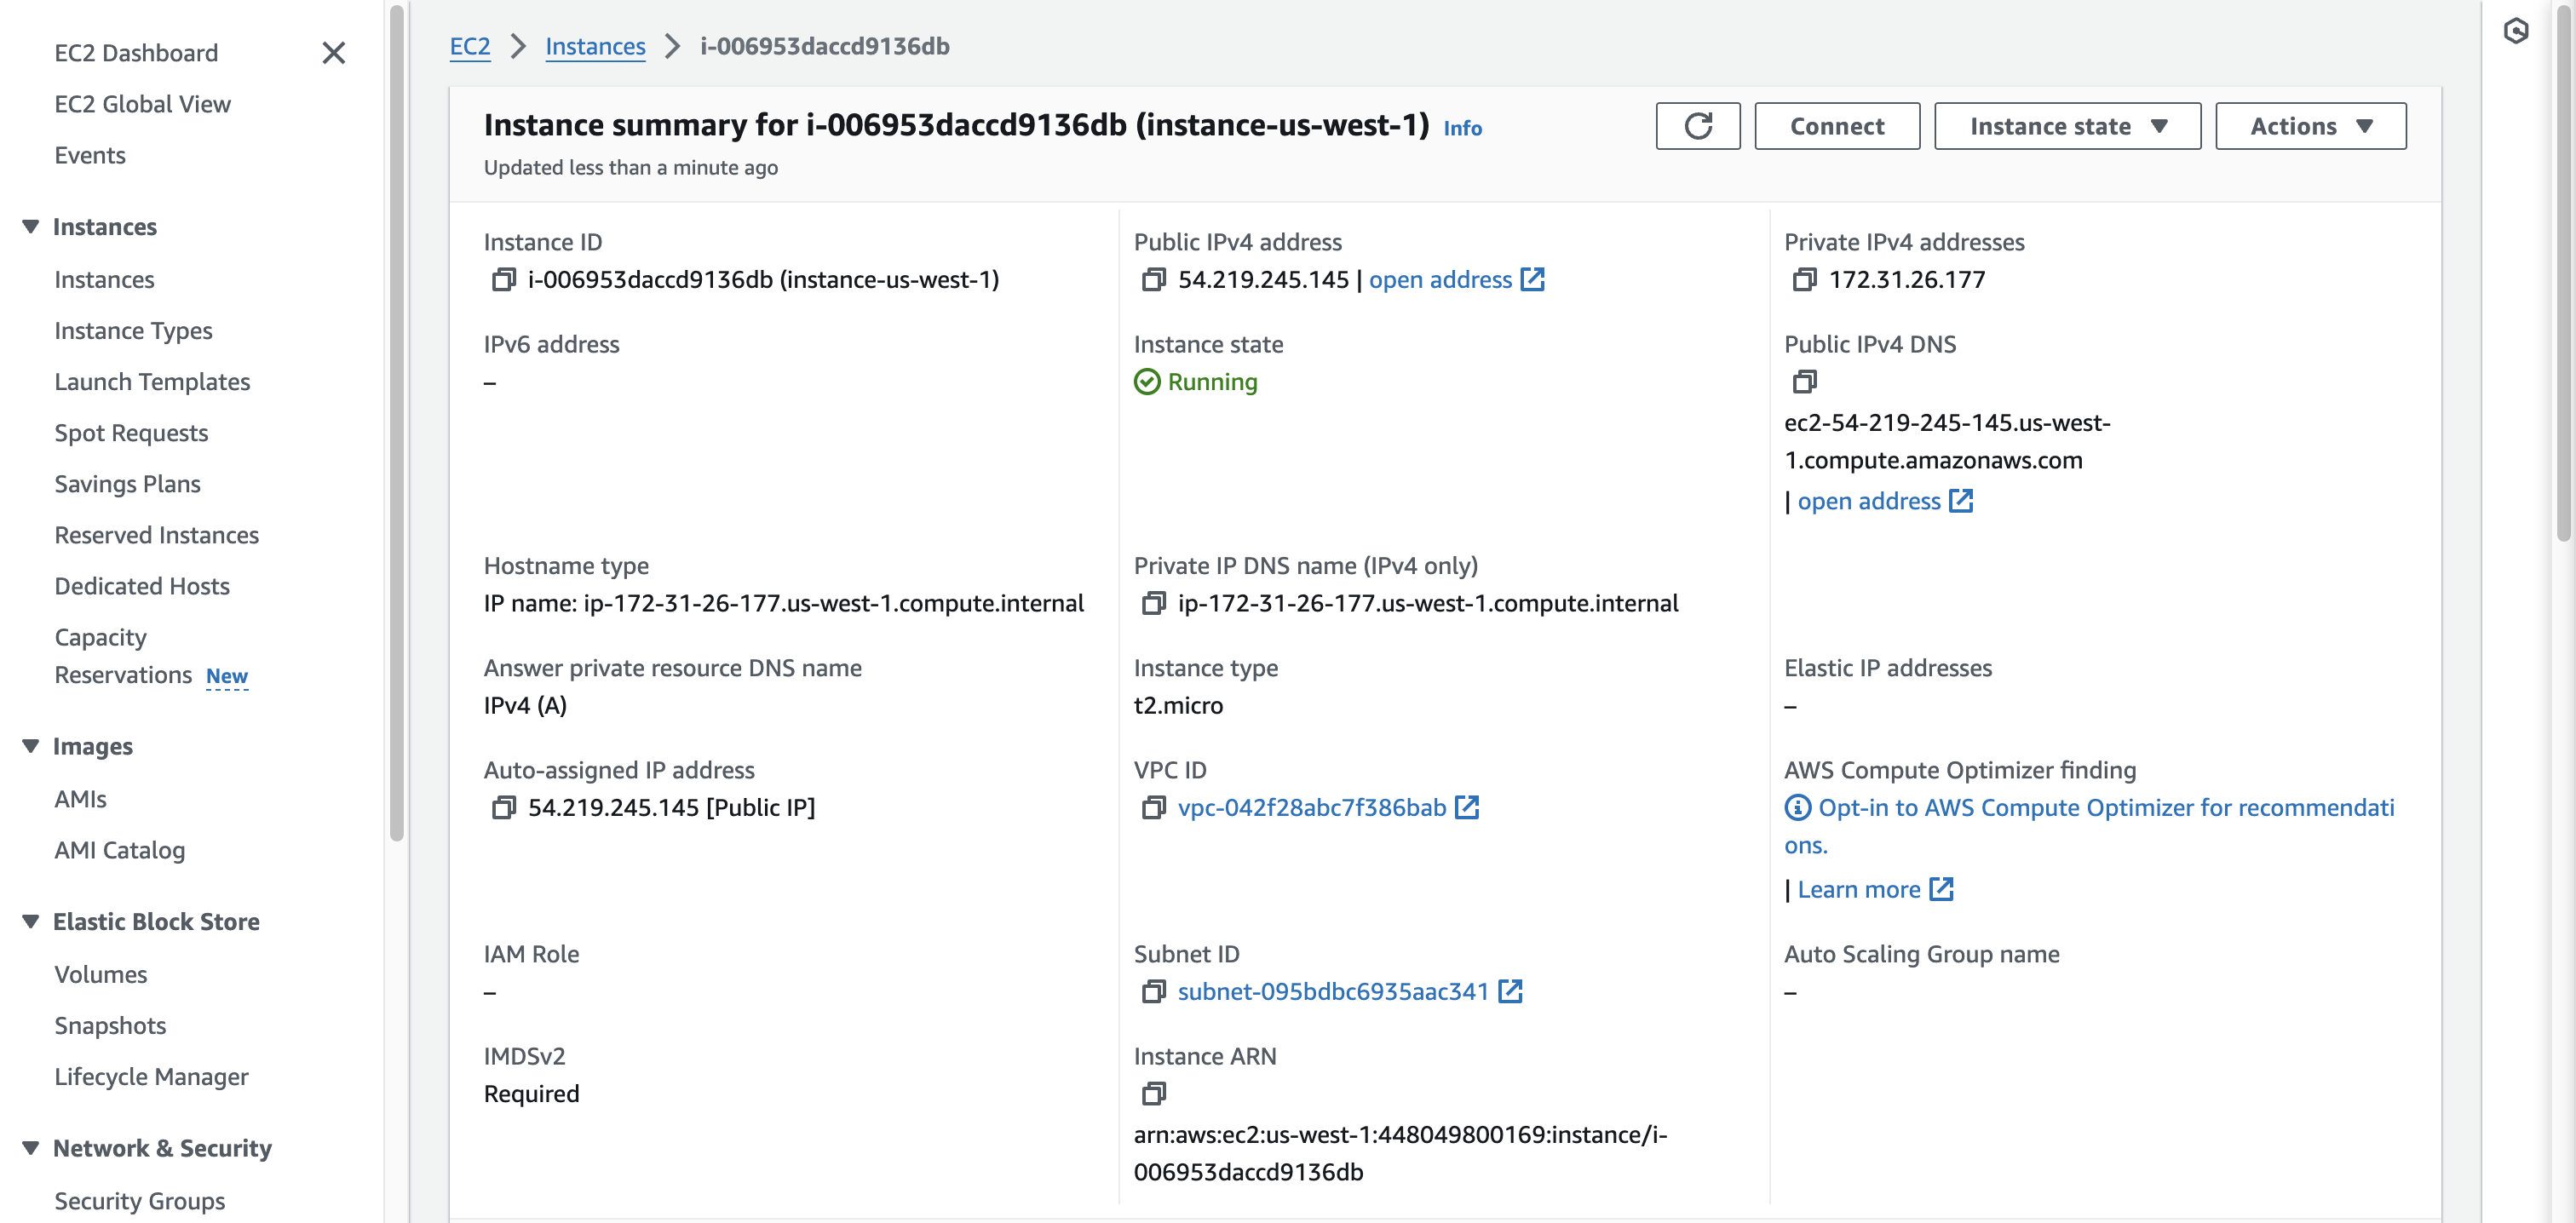 EC2 Dashboard
EC2 Global View
Events
Instances
Instances
Instance Types
Launch Templates
Spot Requests
Savings Plans
Reserved Instances
Dedicated Hosts
Capacity
Reservations New
Images
AMIs
AMI Catalog
Elastic Block Store
Volumes
Snapshots
Lifecycle Manager
Network & Security
Security Groups
EC2 > Instances > i-006953daccd9136db
Instance summary for i-006953daccd9136db (instance-us-west-1) Info
Updated less than a minute ago
Connect
Instance state
Actions
Instance ID
i-006953daccd9136db (instance-us-west-1)
Public IPv4 address
54.219.245.145 | open address
Private IPv4 addresses
172.31.26.177
IPv6 address
–
Instance state
Running
Public IPv4 DNS
ec2-54-219-245-145.us-west-
1.compute.amazonaws.com
| open address
Hostname type
IP name: ip-172-31-26-177.us-west-1.compute.internal
Private IP DNS name (IPv4 only)
ip-172-31-26-177.us-west-1.compute.internal
Answer private resource DNS name
IPv4 (A)
Instance type
t2.micro
Elastic IP addresses
–
Auto-assigned IP address
54.219.245.145 [Public IP]
VPC ID
vpc-042f28abc7f386bab
AWS Compute Optimizer finding
Opt-in to AWS Compute Optimizer for recommendati
ons.
| Learn more
IAM Role
–
Subnet ID
subnet-095bdbc6935aac341
Auto Scaling Group name
–
IMDSv2
Required
Instance ARN
arn:aws:ec2:us-west-1:448049800169:instance/i-
006953daccd9136db